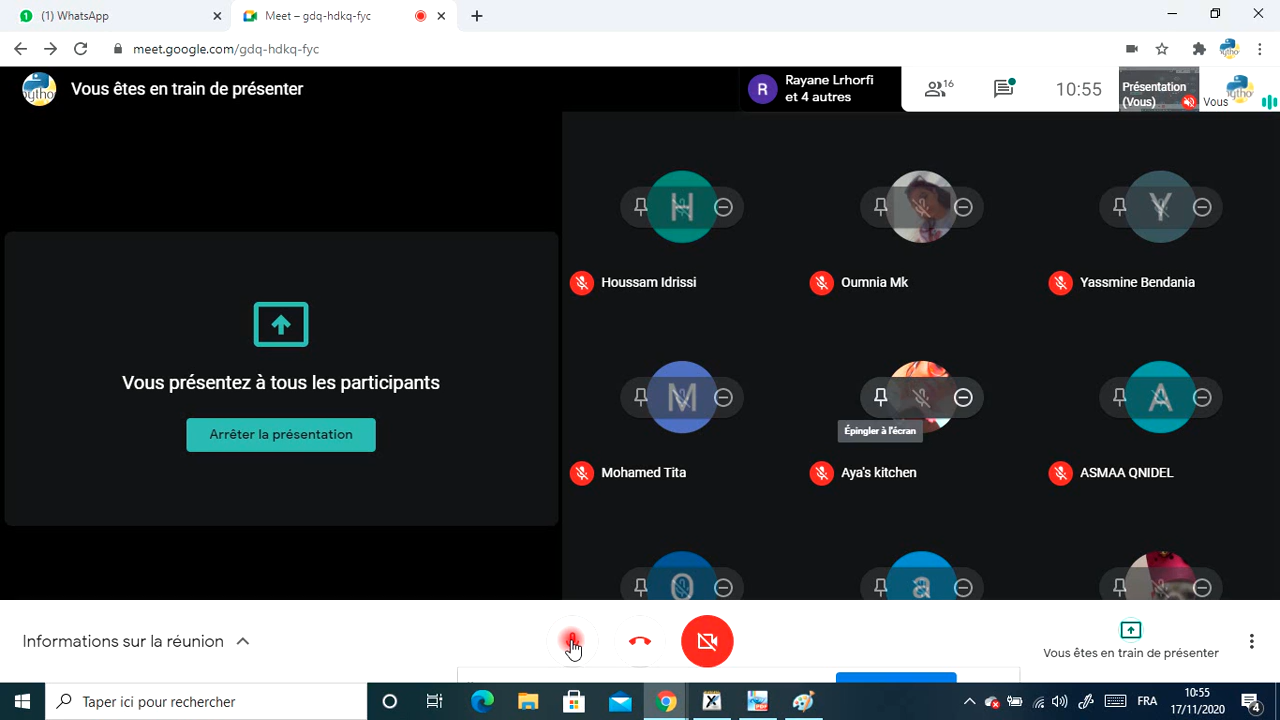 1
(1) WhatsApp
Meet – gdq-hdkq-fyc
meet.google.com/gdq-hdkq-fyc
ytho
Vous êtes en train de présenter
R
Rayane Lrhorfi
et 4 autres
16
10:55
Présentation
(Vous)
Vous
H
Y
Houssam Idrissi
Oumnia Mk
Yassmine Bendania
Vous présentez à tous les participants
Arrêter la présentation
M
A
Épingler à l'écran
Mohamed Tita
Aya's kitchen
ASMAA QNIDEL
O
a
Informations sur la réunion
Vous êtes en train de présenter
Taper ici pour rechercher
X
PDF
FRA
10:55
17/11/2020
4